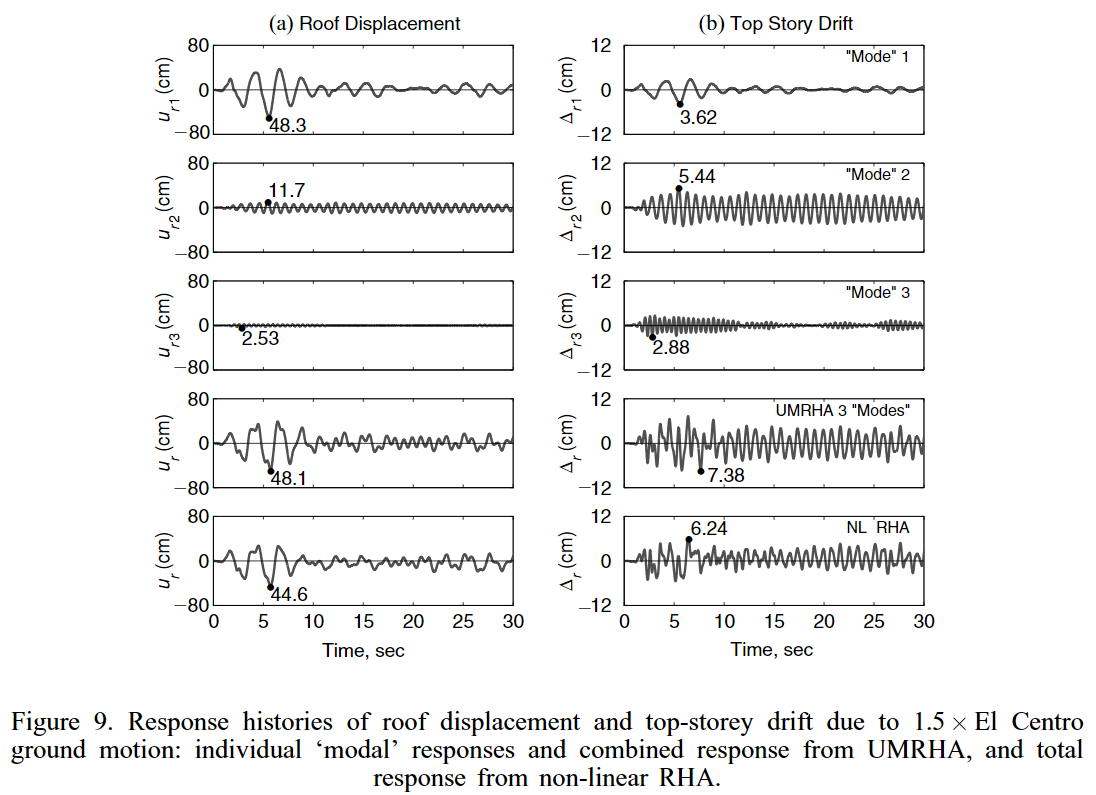 (a) Roof Displacement
80
0
−80
u_r1 (cm)
48.3
80
0
−80
u_r2 (cm)
11.7
80
0
−80
u_r3 (cm)
2.53
80
0
−80
u_r (cm)
48.1
80
0
−80
u_r (cm)
44.6
0 5 10 15 20 25 30
Time, sec
(b) Top Story Drift
12
0
−12
Δ_r1 (cm)
"Mode" 1
3.62
12
0
−12
Δ_r2 (cm)
"Mode" 2
5.44
12
0
−12
Δ_r3 (cm)
"Mode" 3
2.88
12
0
−12
Δ_r (cm)
UMRHA 3 "Modes"
7.38
12
0
−12
Δ_r (cm)
NL RHA
6.24
0 5 10 15 20 25 30
Time, sec
Figure 9. Response histories of roof displacement and top-storey drift due to 1.5 × El Centro
ground motion: individual ‘modal’ responses and combined response from UMRHA, and total
response from non-linear RHA.